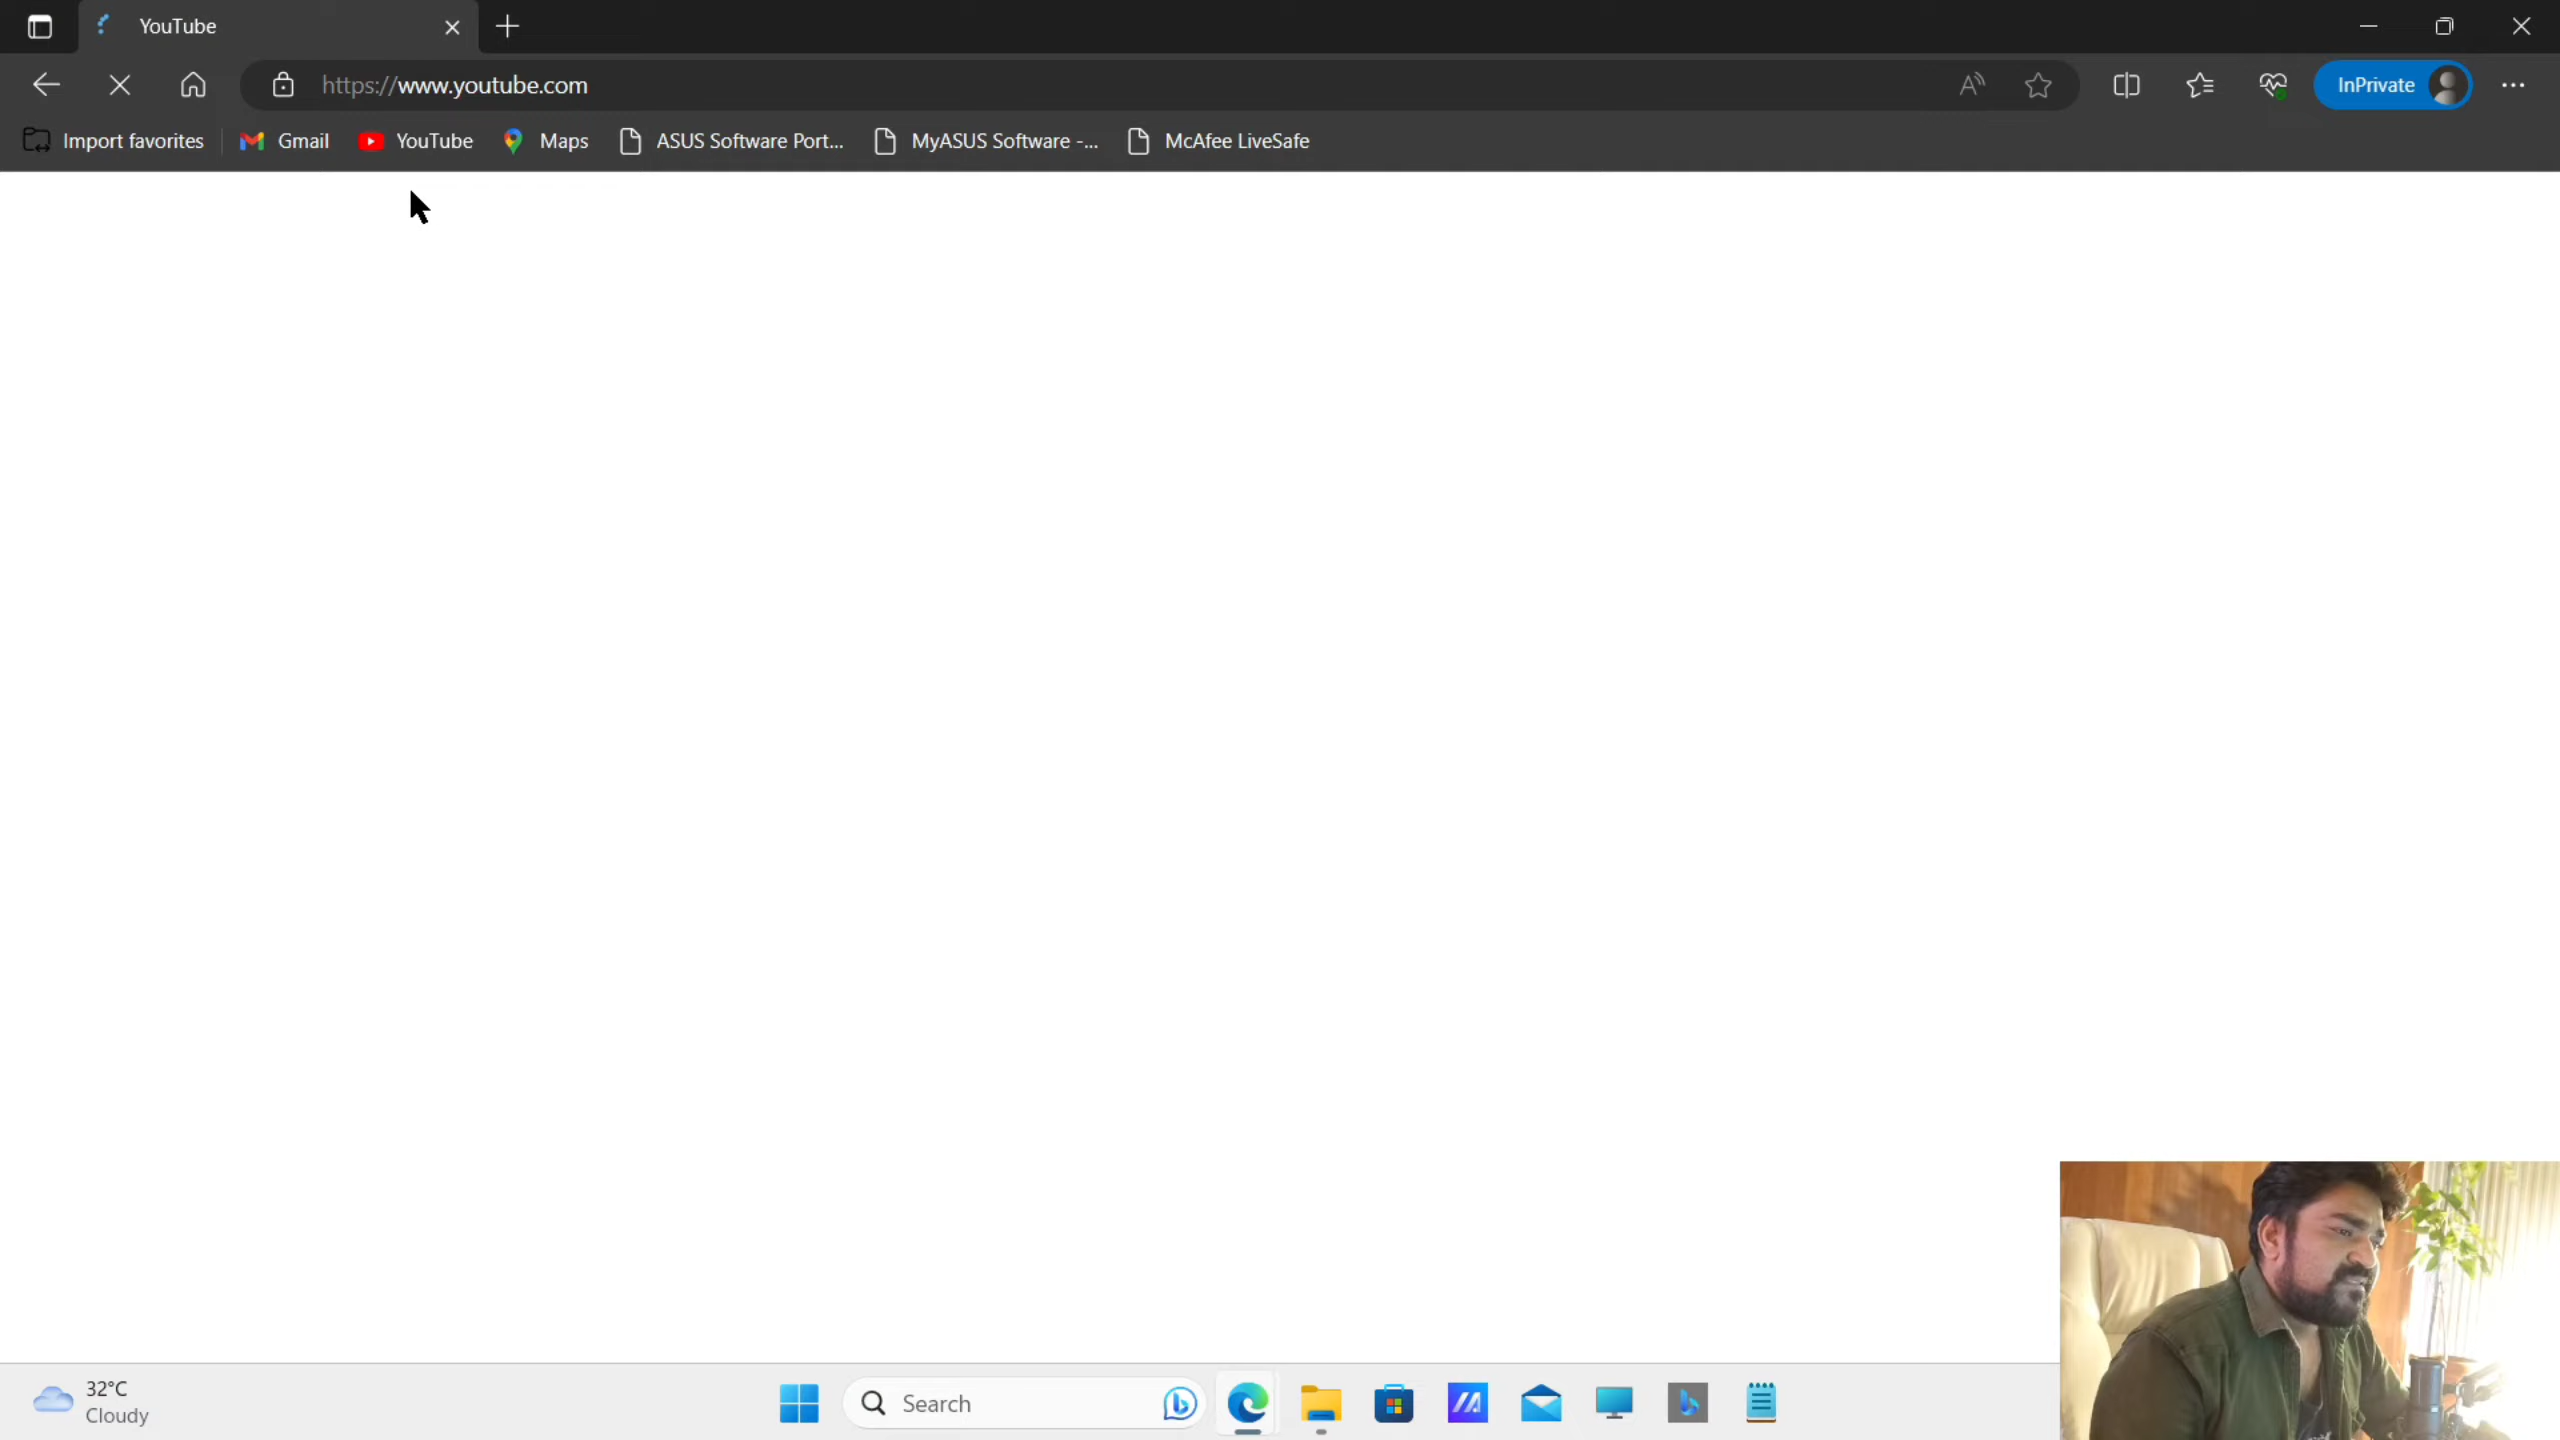 YouTube
https://www.youtube.com
InPrivate
Import favorites
Gmail
YouTube
Maps
ASUS Software Port...
MyASUS Software -...
McAfee LiveSafe
32°C
Cloudy
Search